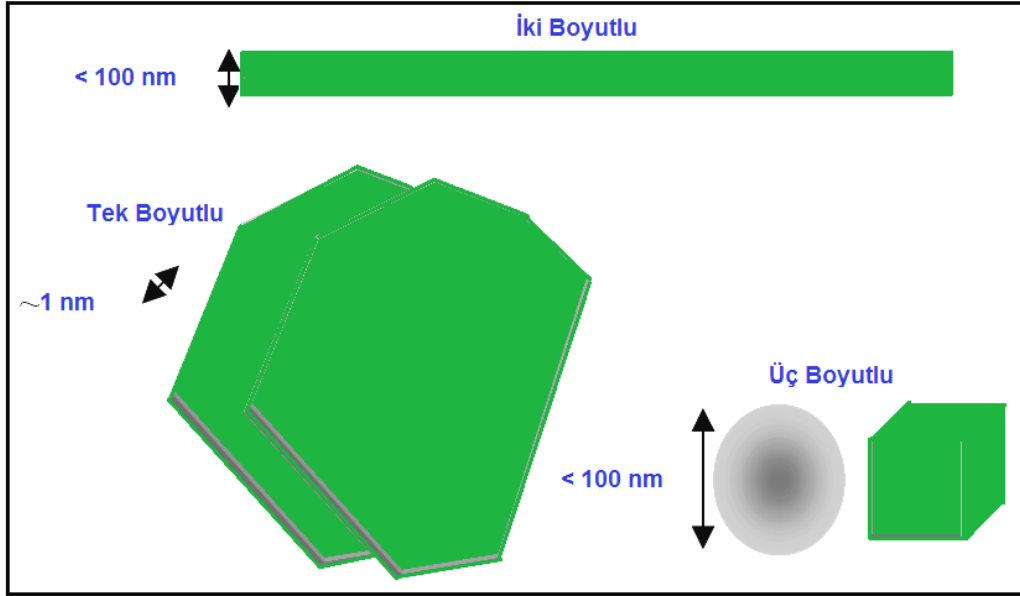 İki Boyutlu
< 100 nm
Tek Boyutlu
~1 nm
Üç Boyutlu
< 100 nm